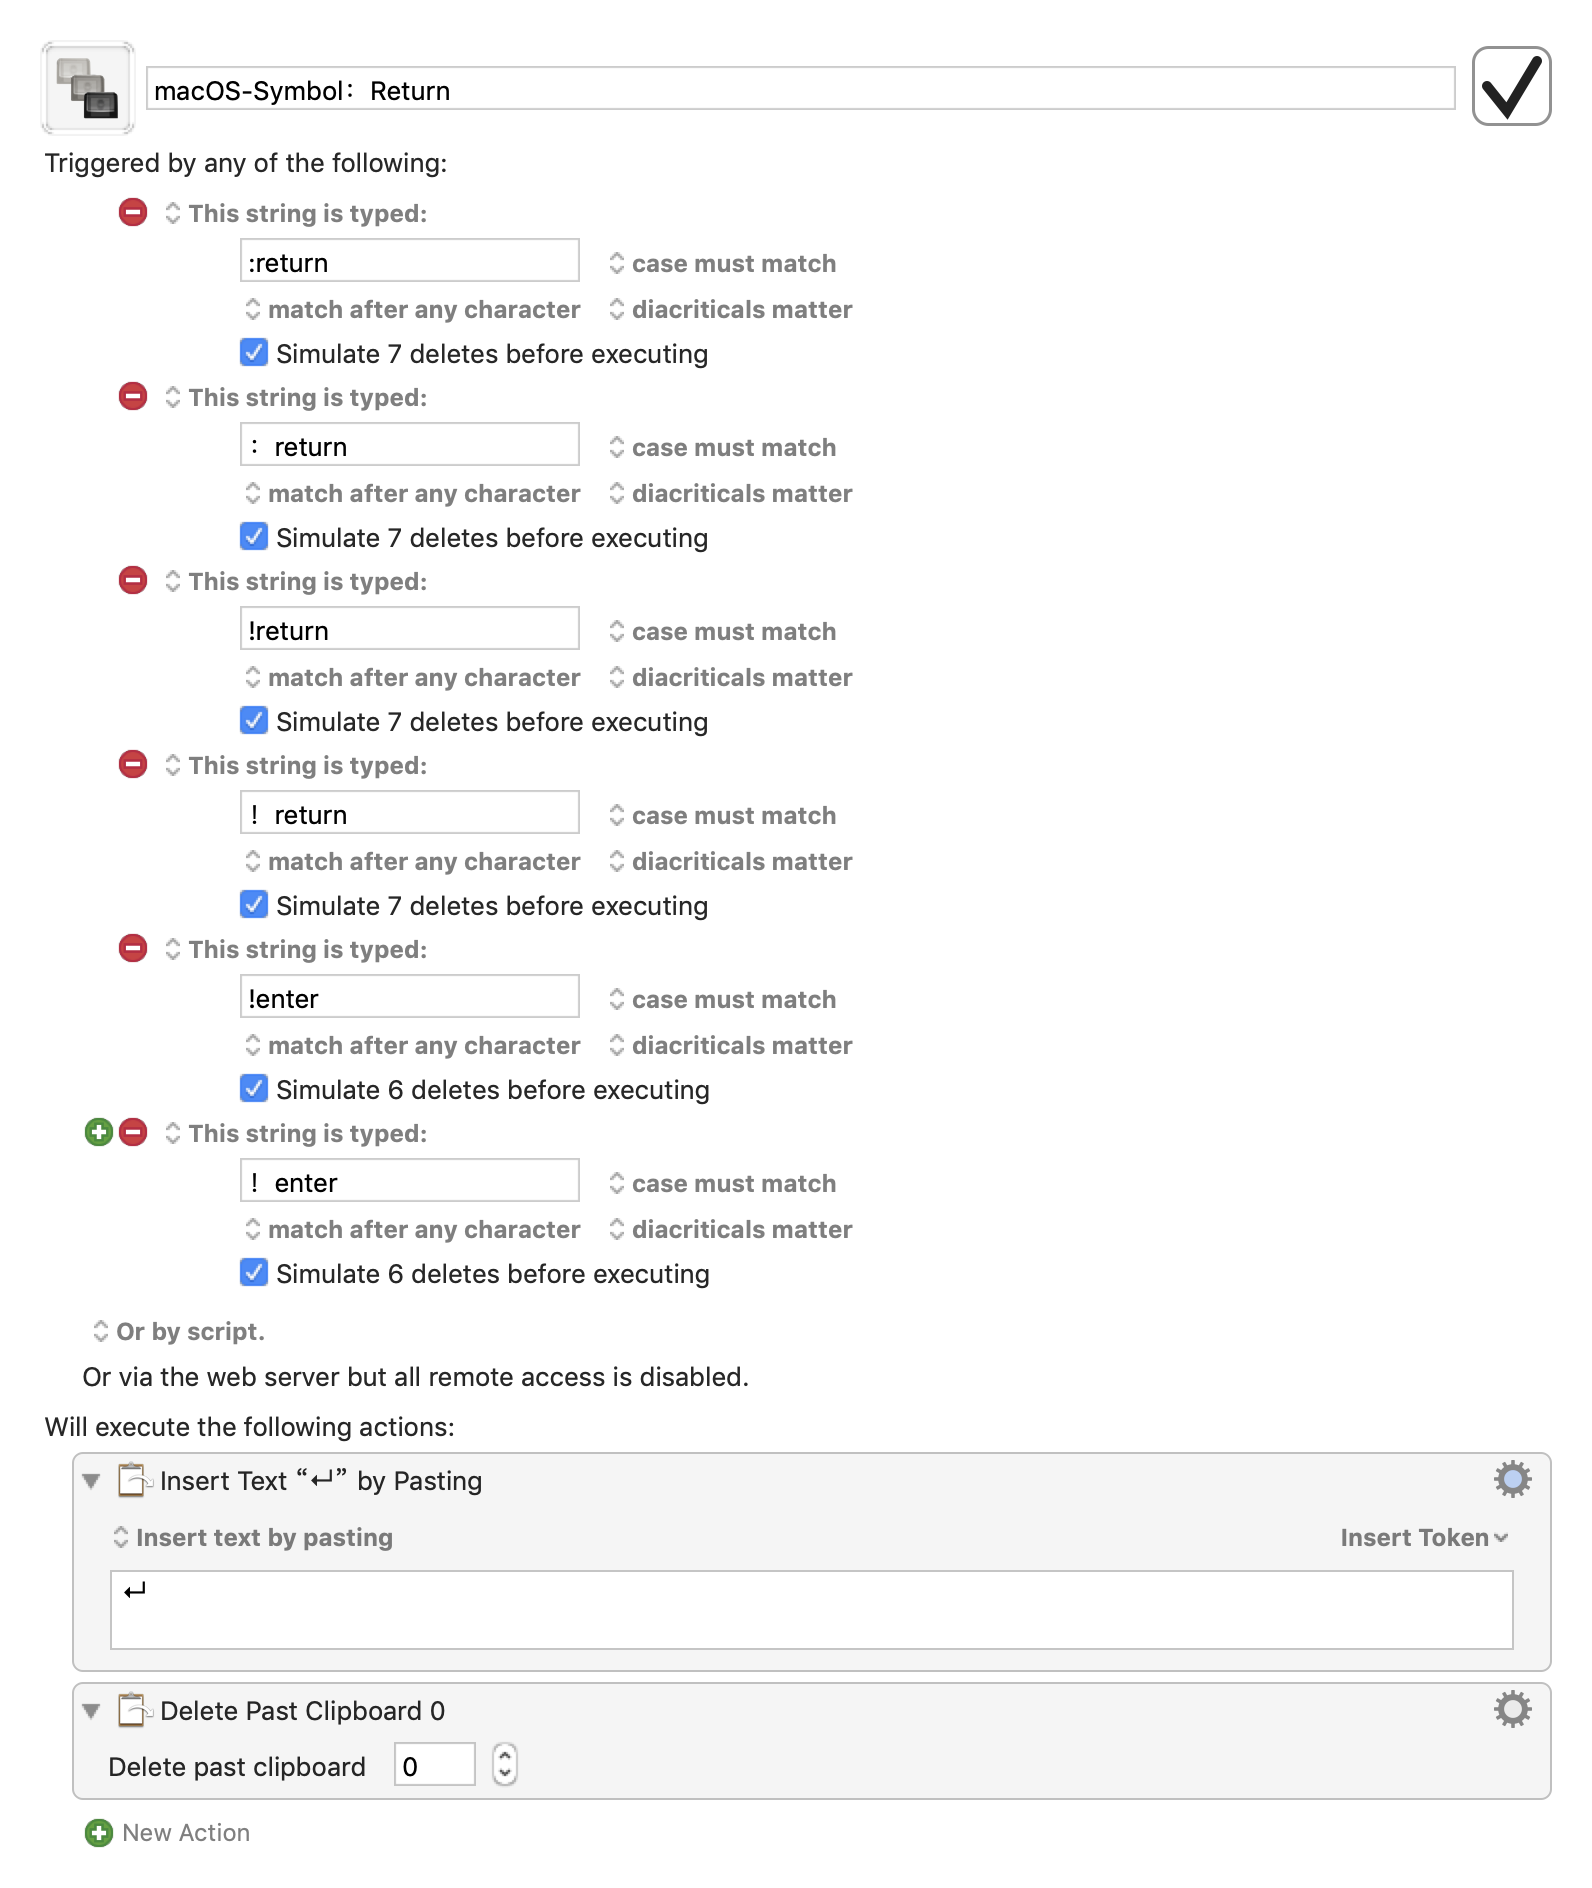 macOS-Symbol：Return
Triggered by any of the following:
This string is typed:
:return
case must match
match after any character
diacriticals matter
Simulate 7 deletes before executing
This string is typed:
：return
case must match
match after any character
diacriticals matter
Simulate 7 deletes before executing
This string is typed:
!return
case must match
match after any character
diacriticals matter
Simulate 7 deletes before executing
This string is typed:
！return
case must match
match after any character
diacriticals matter
Simulate 7 deletes before executing
This string is typed:
!enter
case must match
match after any character
diacriticals matter
Simulate 6 deletes before executing
This string is typed:
！enter
case must match
match after any character
diacriticals matter
Simulate 6 deletes before executing
Or by script.
Or via the web server but all remote access is disabled.
Will execute the following actions:
Insert Text “↵” by Pasting
Insert text by pasting
Insert Token
↵
Delete Past Clipboard 0
Delete past clipboard
0
New Action